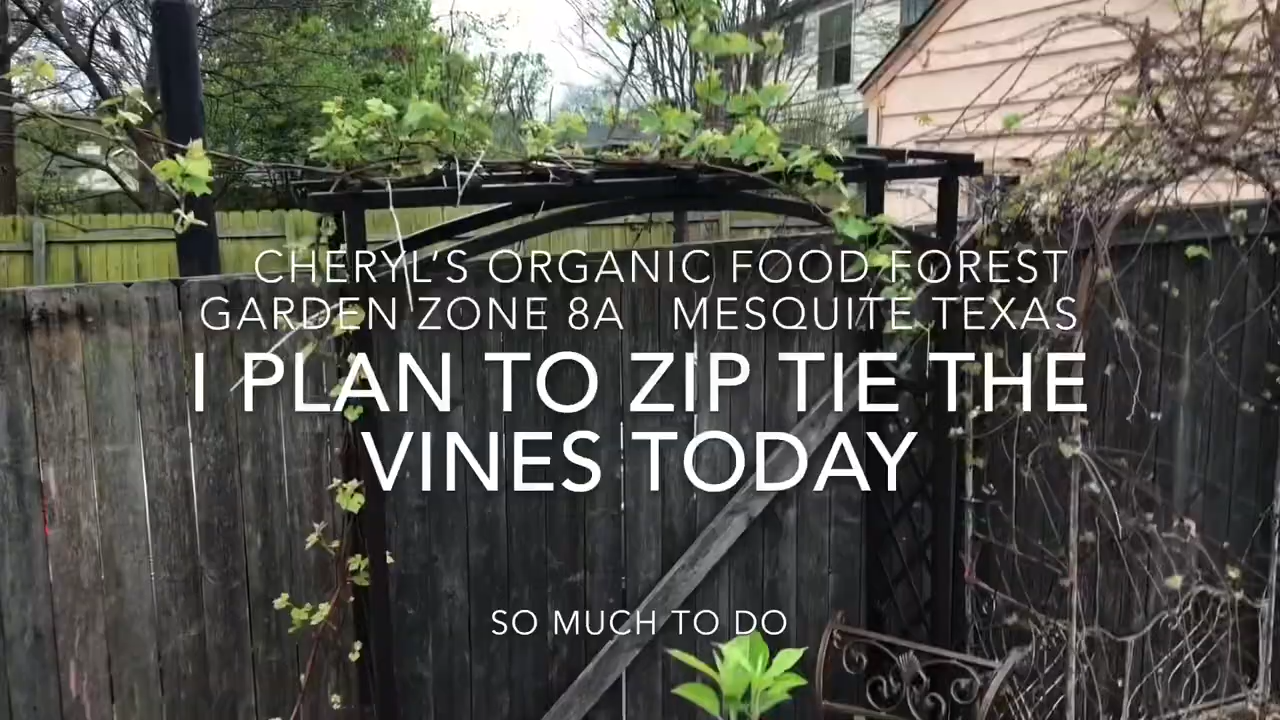 CHERYL'S ORGANIC FOOD FOREST
GARDEN ZONE 8A MESQUITE TEXAS
I PLAN TO ZIP TIE THE
VINES TODAY
SO MUCH TO DO